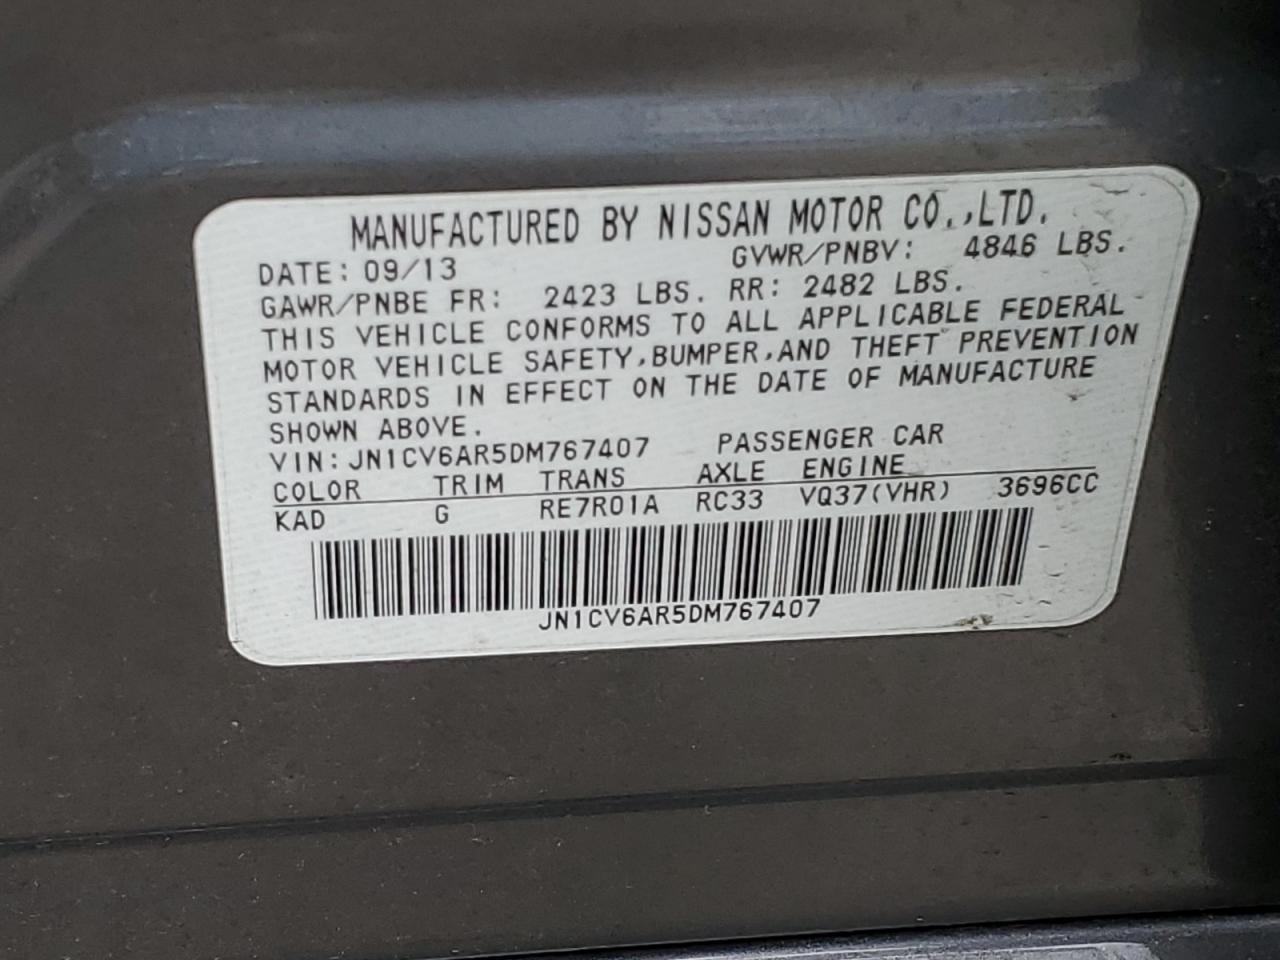 MANUFACTURED BY NISSAN MOTOR CO.,LTD.
DATE: 09/13 GVWR/PNBV: 4846 LBS.
GAWR/PNBE FR: 2423 LBS. RR: 2482 LBS.
THIS VEHICLE CONFORMS TO ALL APPLICABLE FEDERAL
MOTOR VEHICLE SAFETY,BUMPER,AND THEFT PREVENTION
STANDARDS IN EFFECT ON THE DATE OF MANUFACTURE
SHOWN ABOVE.
VIN:JN1CV6AR5DM767407 PASSENGER CAR
COLOR TRIM TRANS AXLE ENGINE
KAD G RE7R01A RC33 VQ37(VHR) 3696CC
JN1CV6AR5DM767407